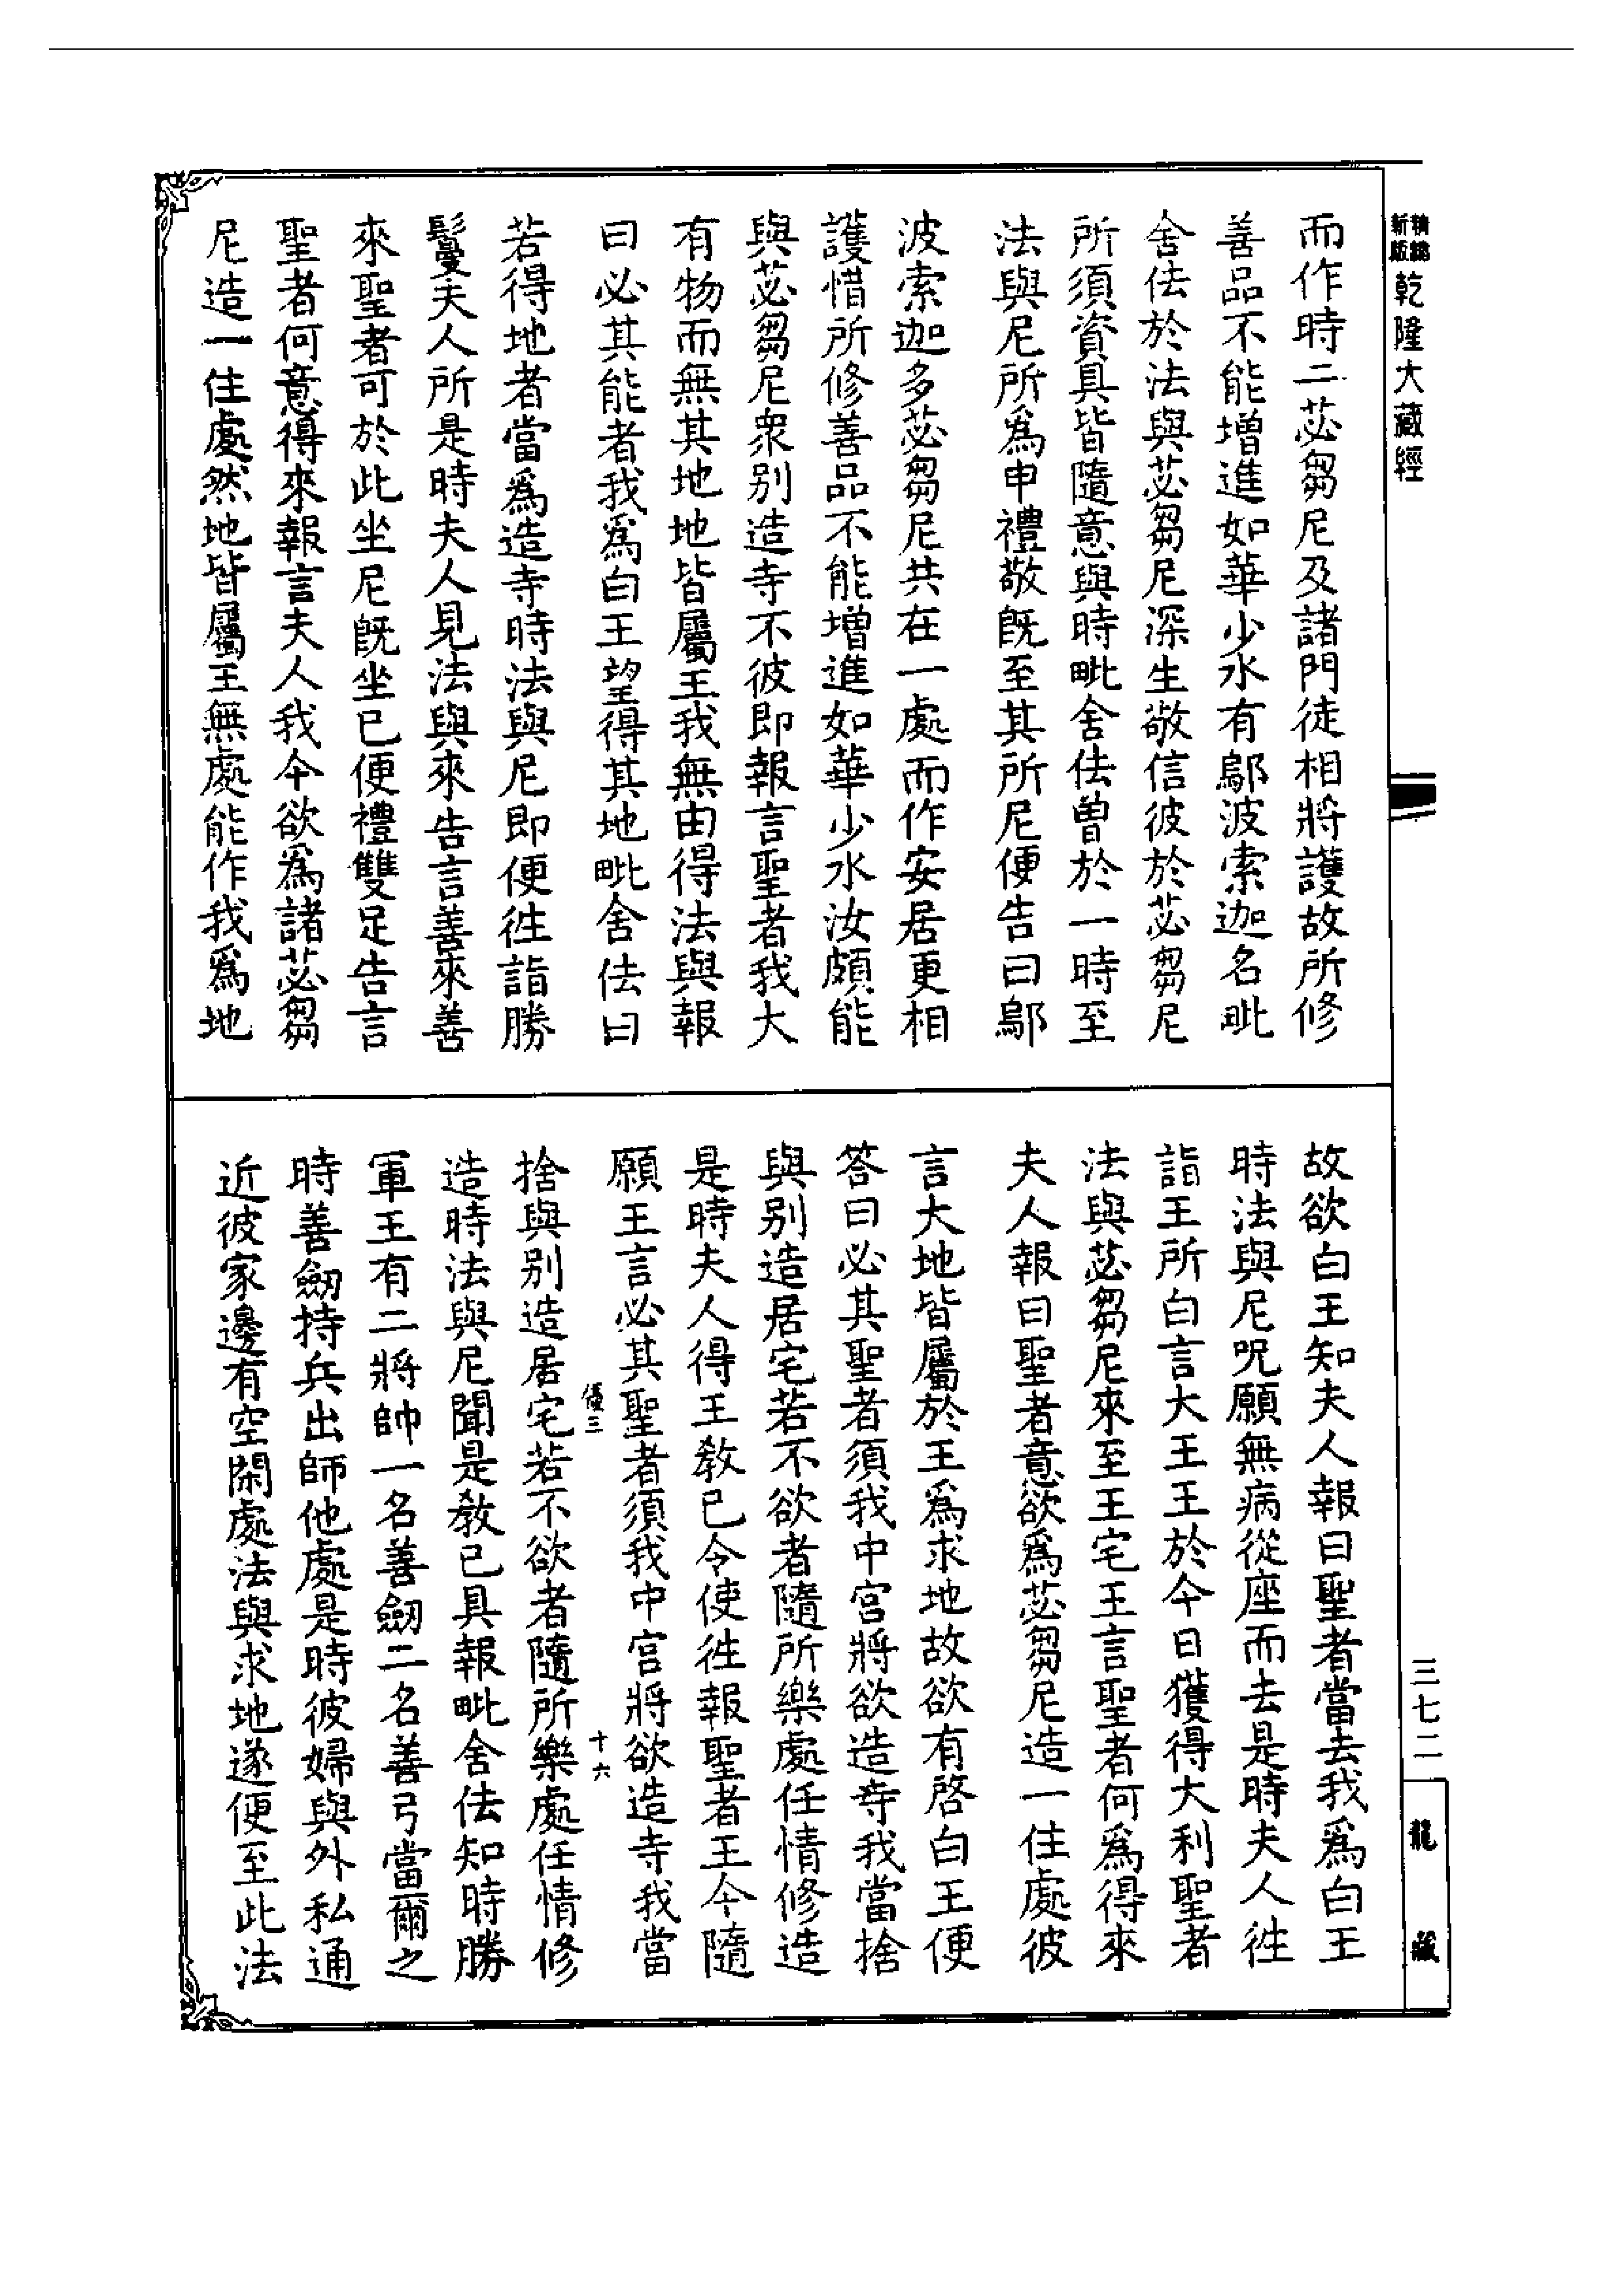 新版精縮乾隆大藏經
而作時二苾芻尼及諸門徒相將護故所修
善品不能增進如華少水有鄔波索迦名毗
舍佉於法與苾芻尼深生敬信彼於苾芻尼
所須資具皆隨意與時毗舍佉曾於一時至
法與尼所爲申禮敬旣至其所尼便告曰鄔
波索迦多苾芻尼共在一處而作安居更相
護惜所修善品不能增進如華少水汝頗能
與苾芻尼衆別造寺不彼卽報言聖者我大
有物而無其地地皆屬王我無由得法與報
曰必其能者我爲白王望得其地毗舍佉曰
若得地者當爲造寺時法與尼卽便往詣勝
鬘夫人所是時夫人見法與來告言善來善
來聖者可於此坐尼旣坐已便禮雙足告言
聖者何意得來報言夫人我今欲爲諸苾芻
尼造一住處然地皆屬王無處能作我爲地
故欲白王知夫人報曰聖者當去我爲白王
時法與尼呪願無病從座而去是時夫人往
詣王所白言大王王於今日獲得大利聖者
法與苾芻尼來至王宅王言聖者何爲得來
夫人報曰聖者意欲爲苾芻尼造一住處彼
言大地皆屬於王爲求地故欲有啓白王便
答曰必其聖者須我中宮將欲造寺我當捨
與別造居宅若不欲者隨所樂處任情修造
是時夫人得王教已令使往報聖者王今隨
願王言必其聖者須我中宮將欲造寺我當
三 十六
捨與別造居宅若不欲者隨所樂處任情修
造時法與尼聞是教已具報毗舍佉知時勝
軍王有二將帥一名善劒二名善弓當爾之
時善劒持兵出師他處是時彼婦與外私通
近彼家邊有空閑處法與求地遂便至此法
三七二
龍藏